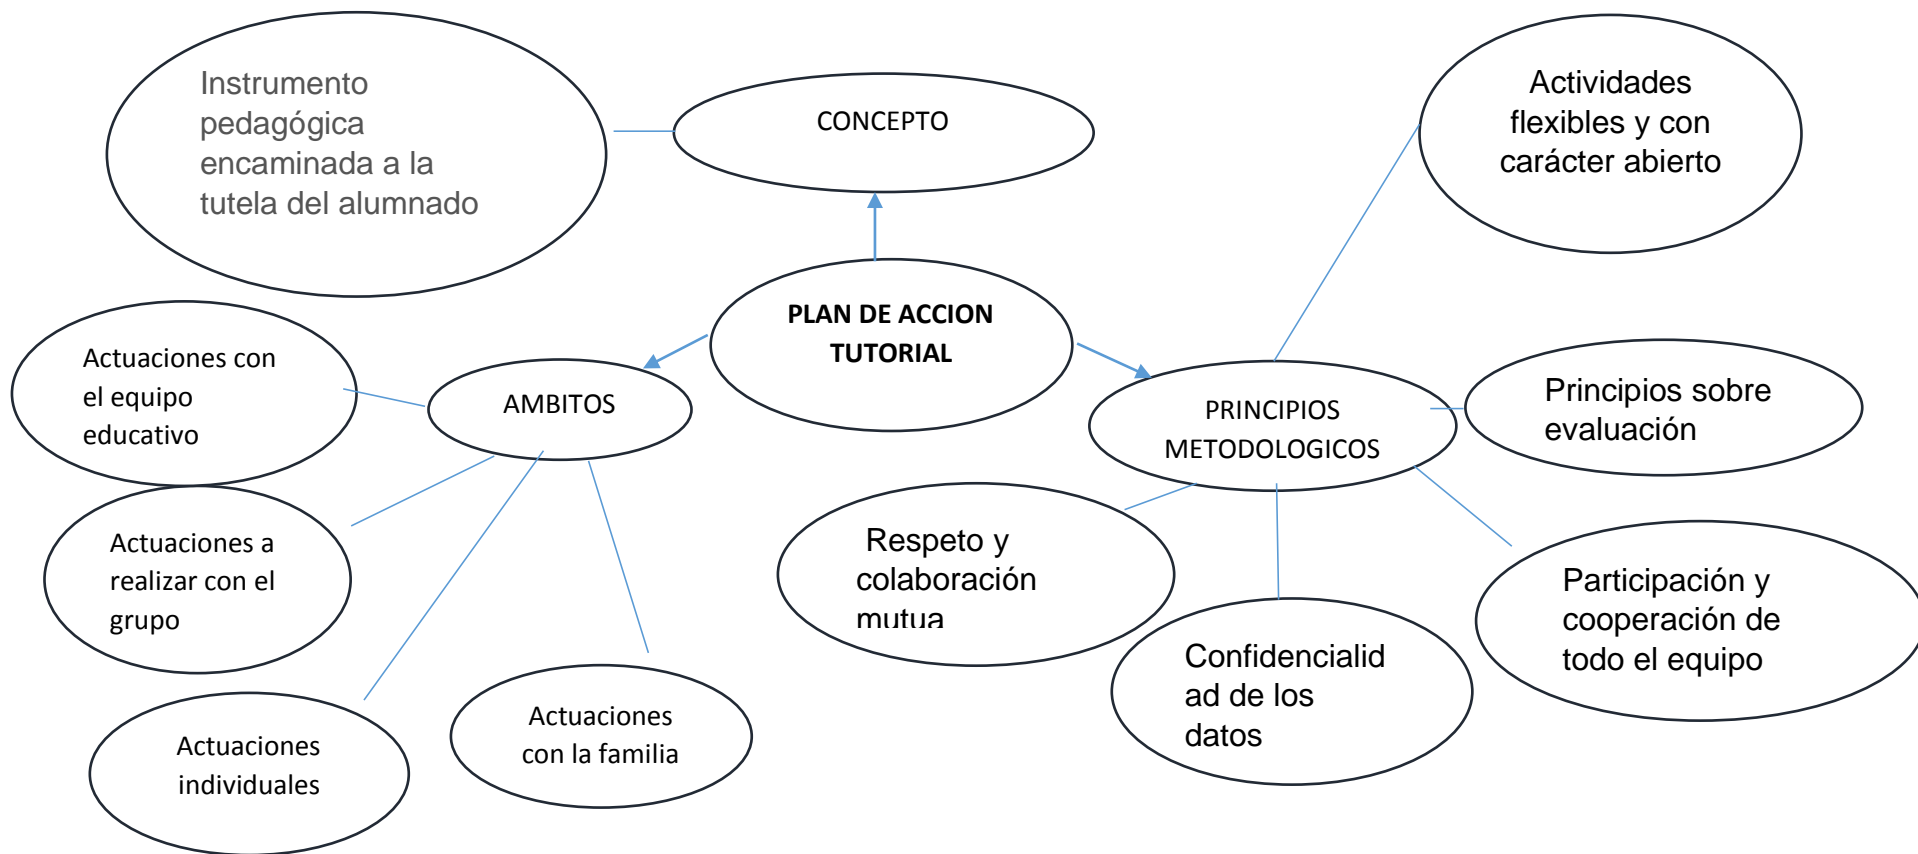 Instrumento
pedagógica
encaminada a la
tutela del alumnado
CONCEPTO
Actividades
flexibles y con
carácter abierto
PLAN DE ACCION
TUTORIAL
Actuaciones con
el equipo
educativo
AMBITOS
PRINCIPIOS
METODOLOGICOS
Principios sobre
evaluación
Actuaciones a
realizar con el
grupo
Respeto y
colaboración
mutua
Participación y
cooperación de
todo el equipo
Confidencialid
ad de los
datos
Actuaciones
individuales
Actuaciones
con la familia